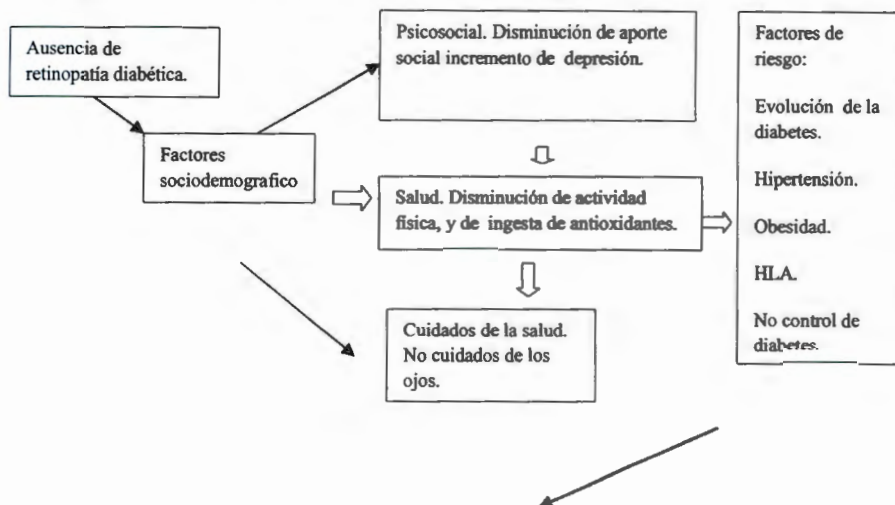 Ausencia de
retinopatía diabética.
Psicosocial. Disminución de aporte
social incremento de depresión.
Factores
sociodemografico
Salud. Disminución de actividad
física, y de ingesta de antioxidantes.
Cuidados de la salud.
No cuidados de los
ojos.
Factores de
riesgo:
Evolución de la
diabetes.
Hipertensión.
Obesidad.
HLA.
No control de
diabetes.